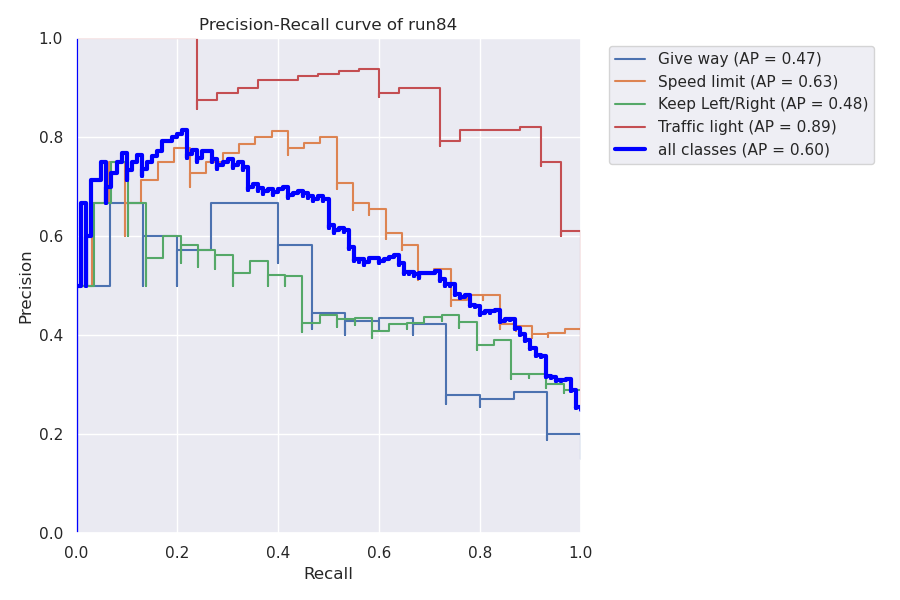 Precision-Recall curve of run84
1.0
0.8
0.6
0.4
0.2
0.0
Precision
0.0 0.2 0.4 0.6 0.8 1.0
Recall
Give way (AP = 0.47)
Speed limit (AP = 0.63)
Keep Left/Right (AP = 0.48)
Traffic light (AP = 0.89)
all classes (AP = 0.60)